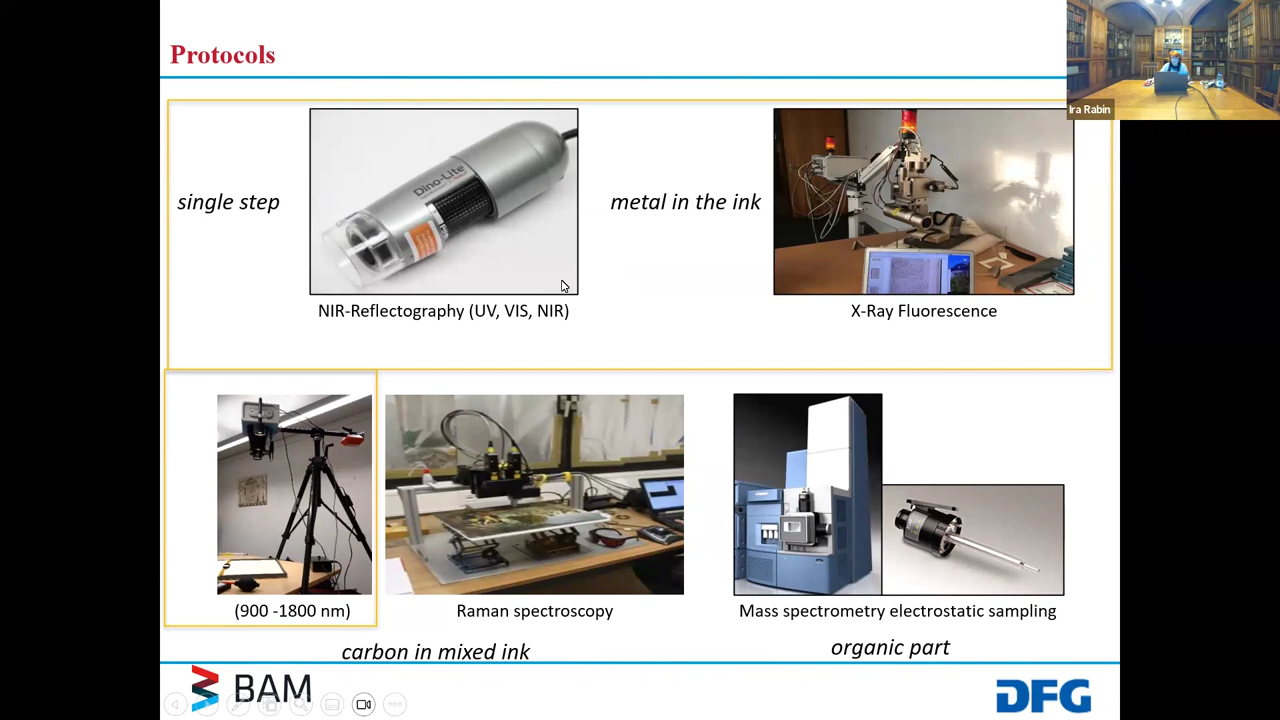 Protocols
Ira Rabin
single step
Dino-Lite
metal in the ink
NIR-Reflectography (UV, VIS, NIR)
X-Ray Fluorescence
(900 -1800 nm)
Raman spectroscopy
Mass spectrometry electrostatic sampling
carbon in mixed ink
organic part
BAM
DFG